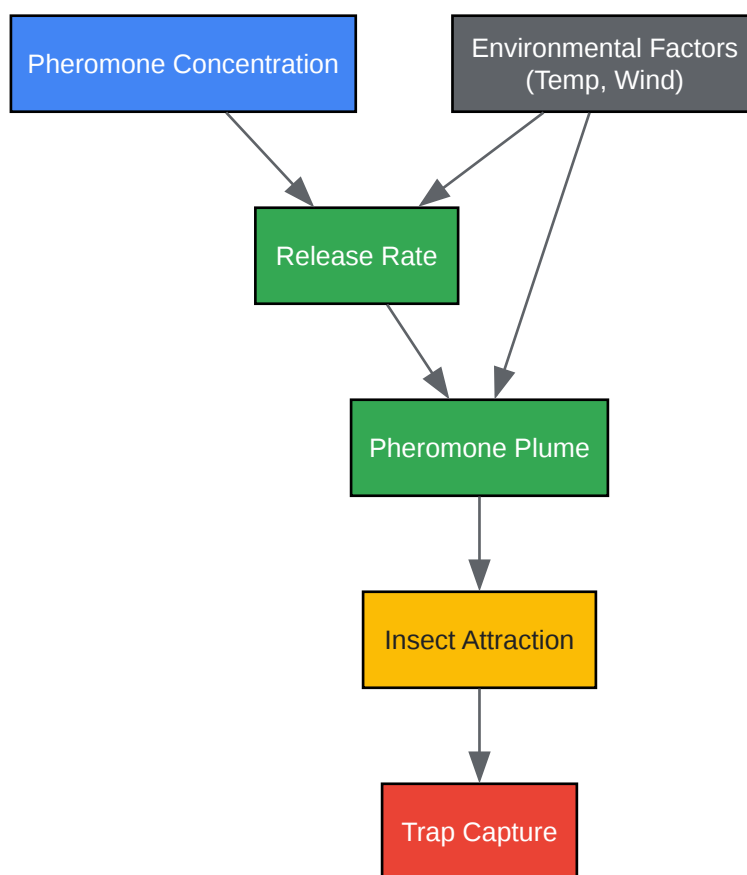 Pheromone Concentration
Environmental Factors
(Temp, Wind)
Release Rate
Pheromone Plume
Insect Attraction
Trap Capture